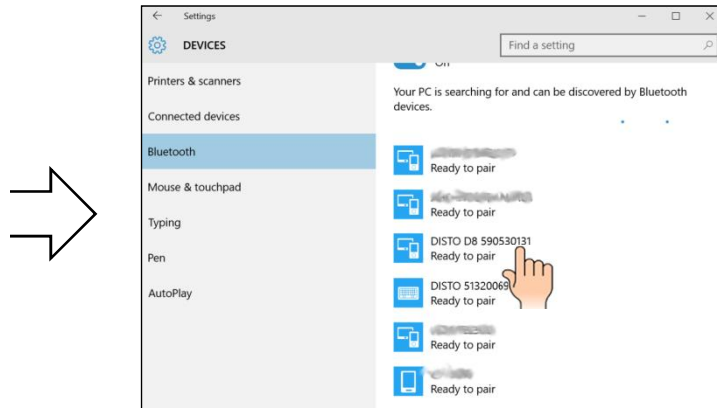 Settings
DEVICES
Find a setting
Printers & scanners
Connected devices
Bluetooth
Mouse & touchpad
Typing
Pen
AutoPlay
Your PC is searching for and can be discovered by Bluetooth
devices.
Ready to pair
Ready to pair
DISTO D8 590530131
Ready to pair
DISTO 51320069
Ready to pair
Ready to pair
Ready to pair